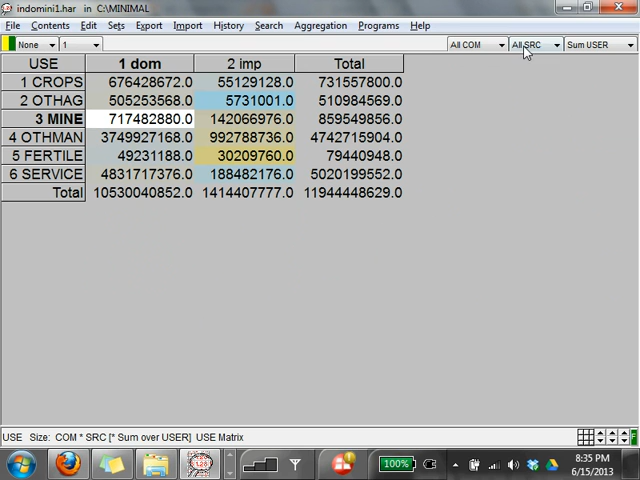 indomini1.har in C:\MINIMAL
File Contents Edit Sets Export Import History Search Aggregation Programs Help
None 1 All COM All SRC Sum USER
USE 1 dom 2 imp Total
1 CROPS 676428672.0 55129128.0 731557800.0
2 OTHAG 505253568.0 5731001.0 510984569.0
3 MINE 717482880.0 142066976.0 859549856.0
4 OTHMAN 3749927168.0 992788736.0 4742715904.0
5 FERTILE 49231188.0 30209760.0 79440948.0
6 SERVICE 4831717376.0 188482176.0 5020199552.0
Total 10530040852.0 1414407777.0 11944448629.0
USE Size: COM * SRC [* Sum over USER] USE Matrix
100% 8:35 PM
6/15/2013